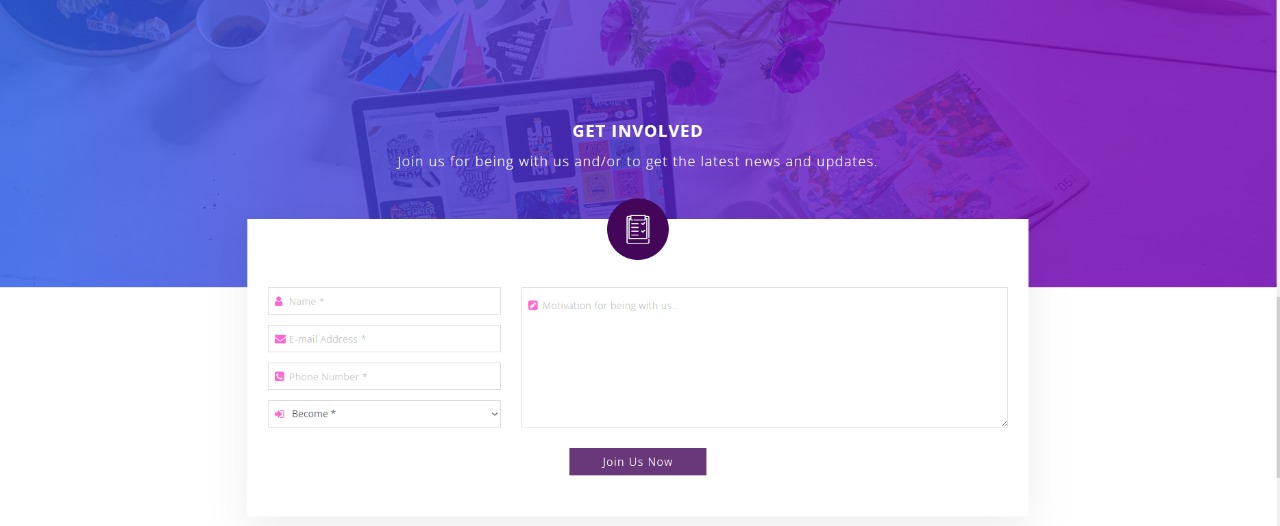 GET INVOLVED
Join us for being with us and/or to get the latest news and updates.
Name *
E-mail Address *
Phone Number *
Become *
Motivation for being with us...
Join Us Now